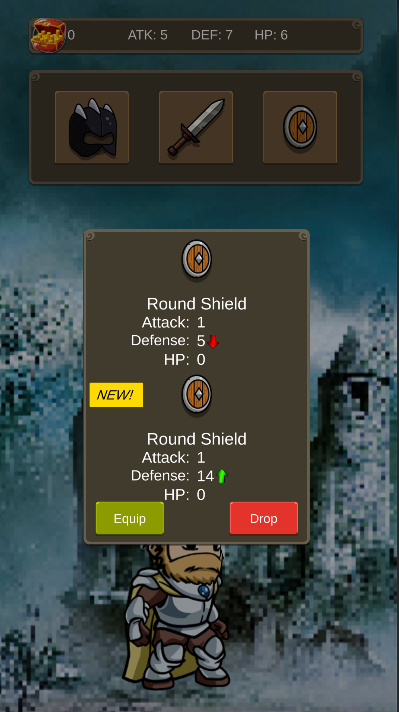 0 ATK: 5 DEF: 7 HP: 6
Round Shield
Attack: 1
Defense: 5
HP: 0
NEW!
Round Shield
Attack: 1
Defense: 14
HP: 0
Equip Drop